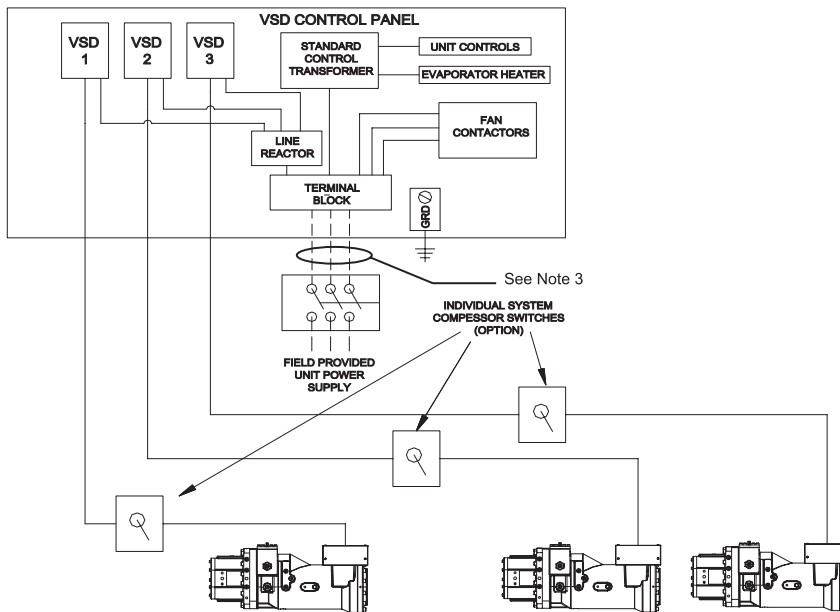 VSD CONTROL PANEL
VSD
1
VSD
2
VSD
3
STANDARD
CONTROL
TRANSFORMER
UNIT CONTROLS
EVAPORATOR HEATER
FAN
CONTACTORS
LINE
REACTOR
TERMINAL
BLOCK
GRD
See Note 3
INDIVIDUAL SYSTEM
COMPESSOR SWITCHES
(OPTION)
FIELD PROVIDED
UNIT POWER
SUPPLY